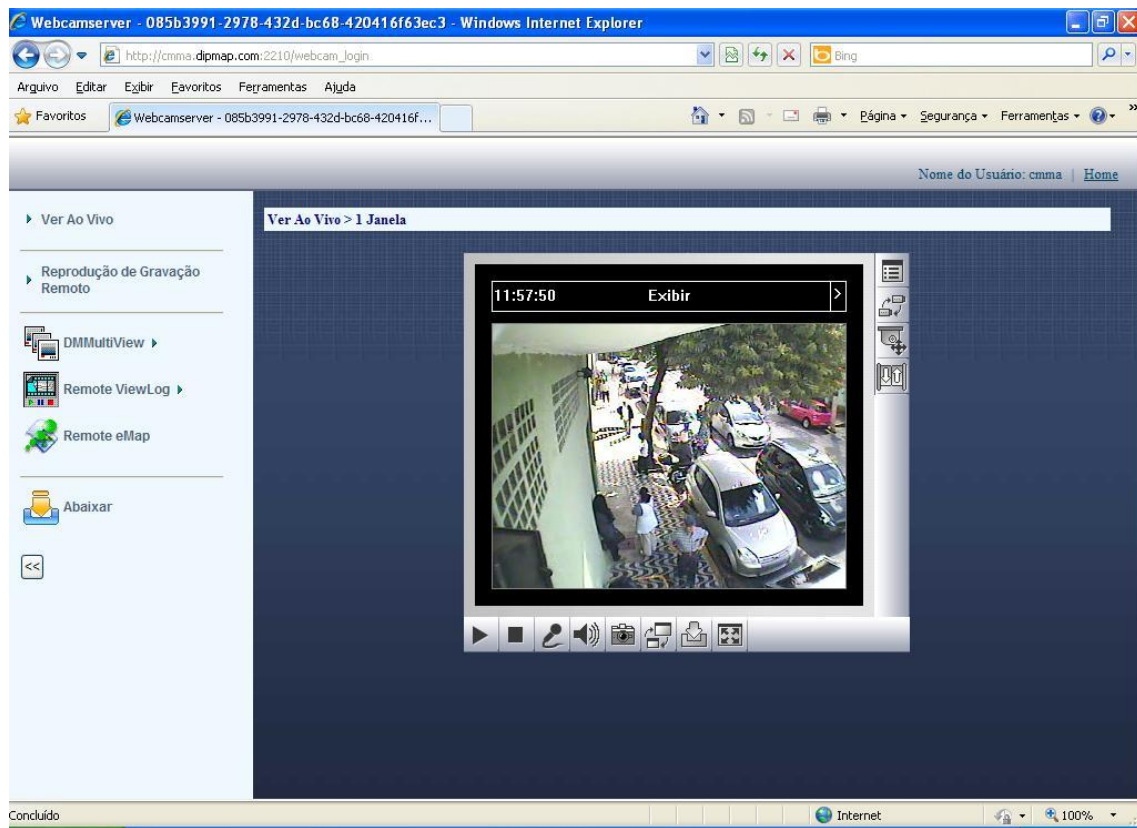 Webcamserver - 085b3991-2978-432d-bc68-420416f63ec3 - Windows Internet Explorer
http://cmma.dipmap.com:2210/webcam_login
Bing
Arquivo Editar Exibir Favoritos Ferramentas Ajuda
Favoritos
Webcamserver - 085b3991-2978-432d-bc68-420416f...
Página Segurança Ferramentas »
Nome do Usuário: cmma | Home
Ver Ao Vivo
Ver Ao Vivo > 1 Janela
Reprodução de Gravação
Remoto
11:57:50 Exibir >
DMMultiView
Remote ViewLog
Remote eMap
Abaixar
<<
Concluído
Internet
100%